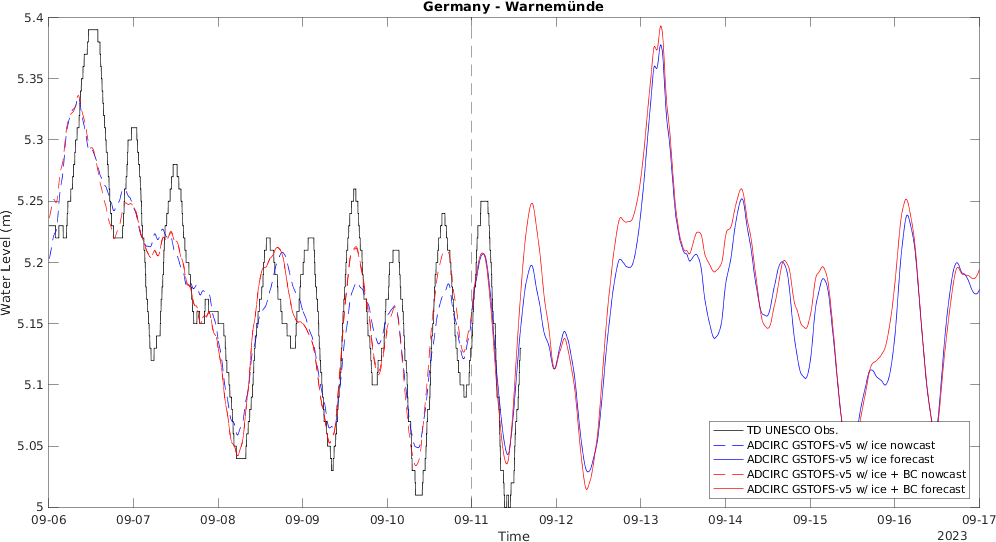 Germany - Warnemünde
Water Level (m)
5.4
5.35
5.3
5.25
5.2
5.15
5.1
5.05
5
TD UNESCO Obs.
ADCIRC GSTOFS-v5 w/ ice nowcast
ADCIRC GSTOFS-v5 w/ ice forecast
ADCIRC GSTOFS-v5 w/ ice + BC nowcast
ADCIRC GSTOFS-v5 w/ ice + BC forecast
09-06 09-07 09-08 09-09 09-10 09-11 09-12 09-13 09-14 09-15 09-16 09-17
Time
2023